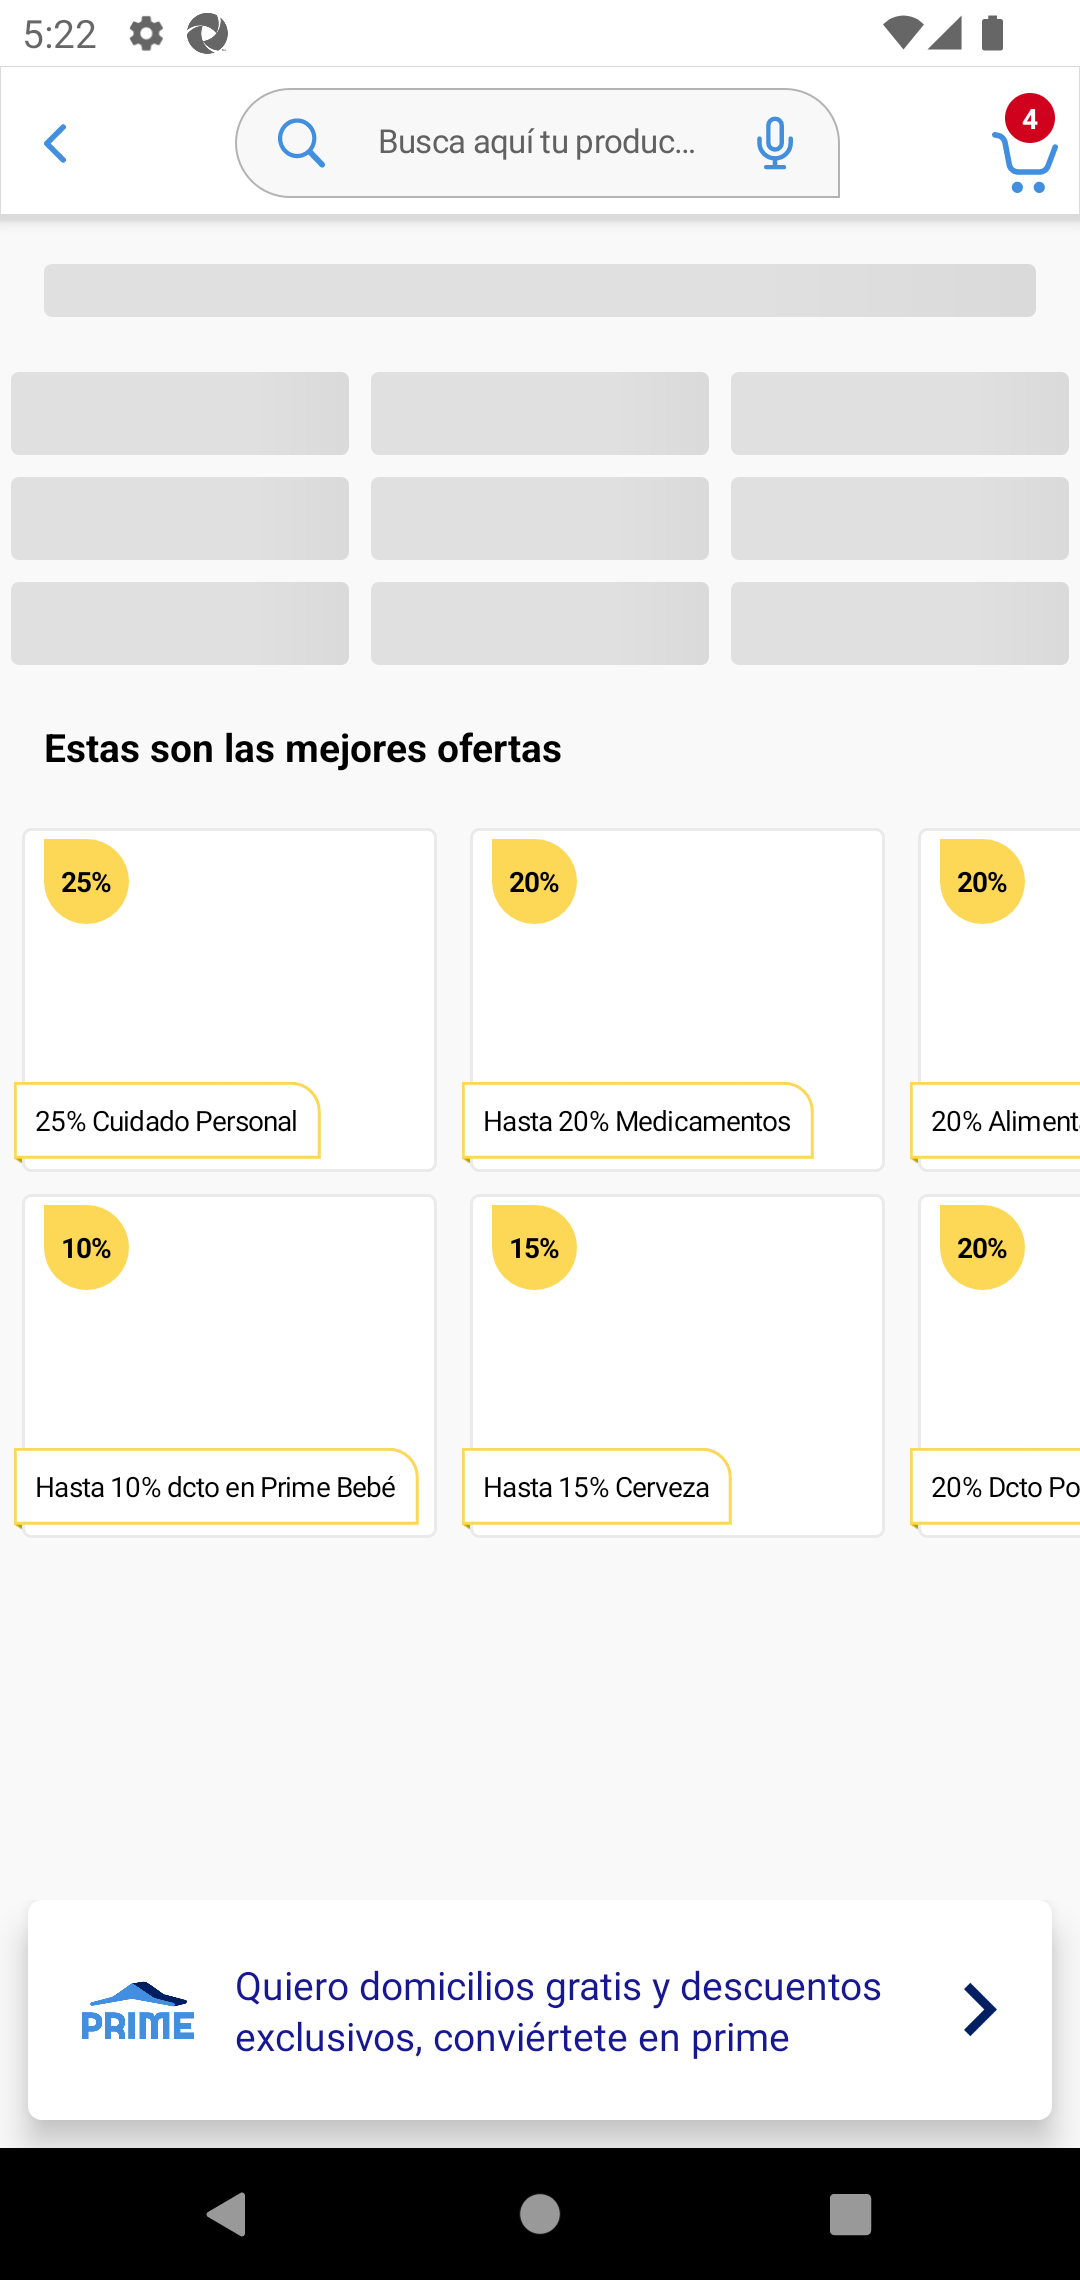 5:22
Busca aquí tu produc...
4
Estas son las mejores ofertas
25%
20%
20%
25% Cuidado Personal
Hasta 20% Medicamentos
20%
10%
15%
20%
Hasta 10% dcto en Prime Bebé
Hasta 15% Cerveza
20% Dcto
PRIME
Quiero domicilios gratis y descuentos
exclusivos, conviértete en prime